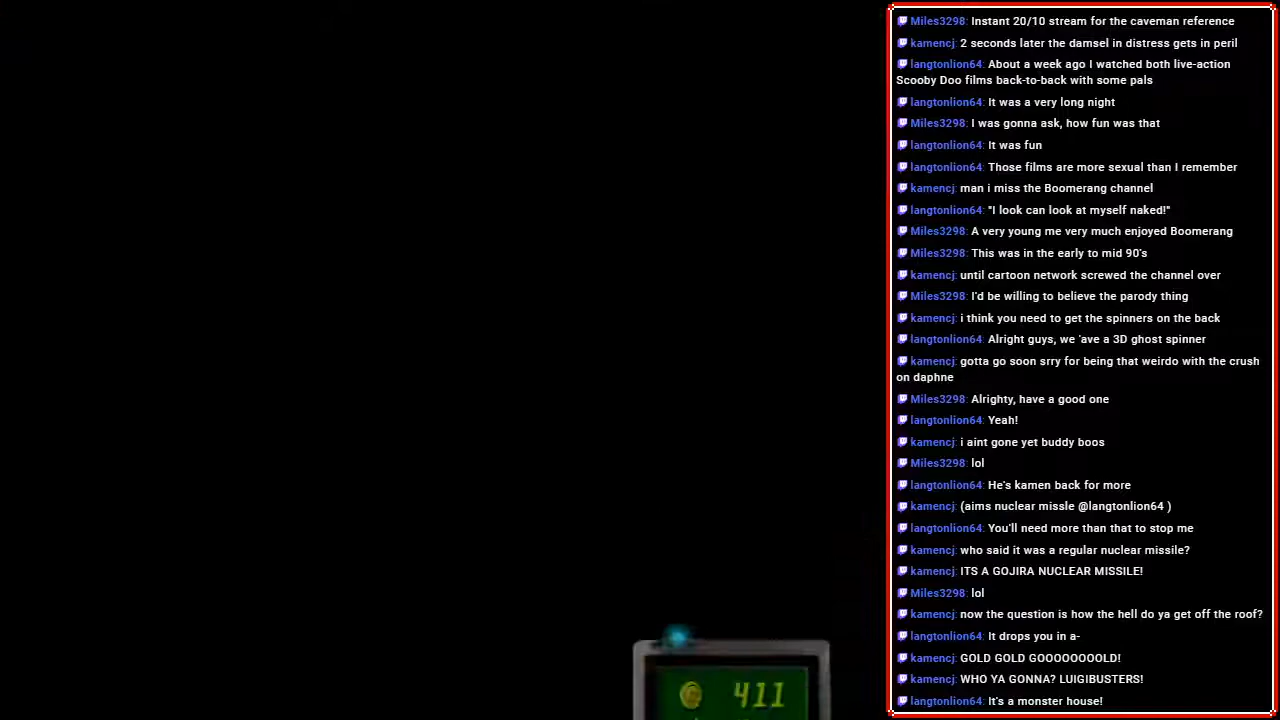 Miles3298: Instant 20/10 stream for the caveman reference
kamencj: 2 seconds later the damsel in distress gets in peril
langtonlion64: About a week ago I watched both live-action
Scooby Doo films back-to-back with some pals
langtonlion64: It was a very long night
Miles3298: I was gonna ask, how fun was that
langtonlion64: It was fun
langtonlion64: Those films are more sexual than I remember
kamencj: man i miss the Boomerang channel
langtonlion64: "I look can look at myself naked!"
Miles3298: A very young me very much enjoyed Boomerang
Miles3298: This was in the early to mid 90's
kamencj: until cartoon network screwed the channel over
Miles3298: I'd be willing to believe the parody thing
kamencj: i think you need to get the spinners on the back
langtonlion64: Alright guys, we 'ave a 3D ghost spinner
kamencj: gotta go soon srry for being that weirdo with the crush
on daphne
Miles3298: Alrighty, have a good one
langtonlion64: Yeah!
kamencj: i aint gone yet buddy boos
Miles3298: lol
langtonlion64: He's kamen back for more
kamencj: (aims nuclear missle @langtonlion64 )
langtonlion64: You'll need more than that to stop me
kamencj: who said it was a regular nuclear missile?
kamencj: ITS A GOJIRA NUCLEAR MISSILE!
Miles3298: lol
kamencj: now the question is how the hell do ya get off the roof?
langtonlion64: It drops you in a-
kamencj: GOLD GOLD GOOOOOOOOLD!
kamencj: WHO YA GONNA? LUIGIBUSTERS!
langtonlion64: It's a monster house!
411